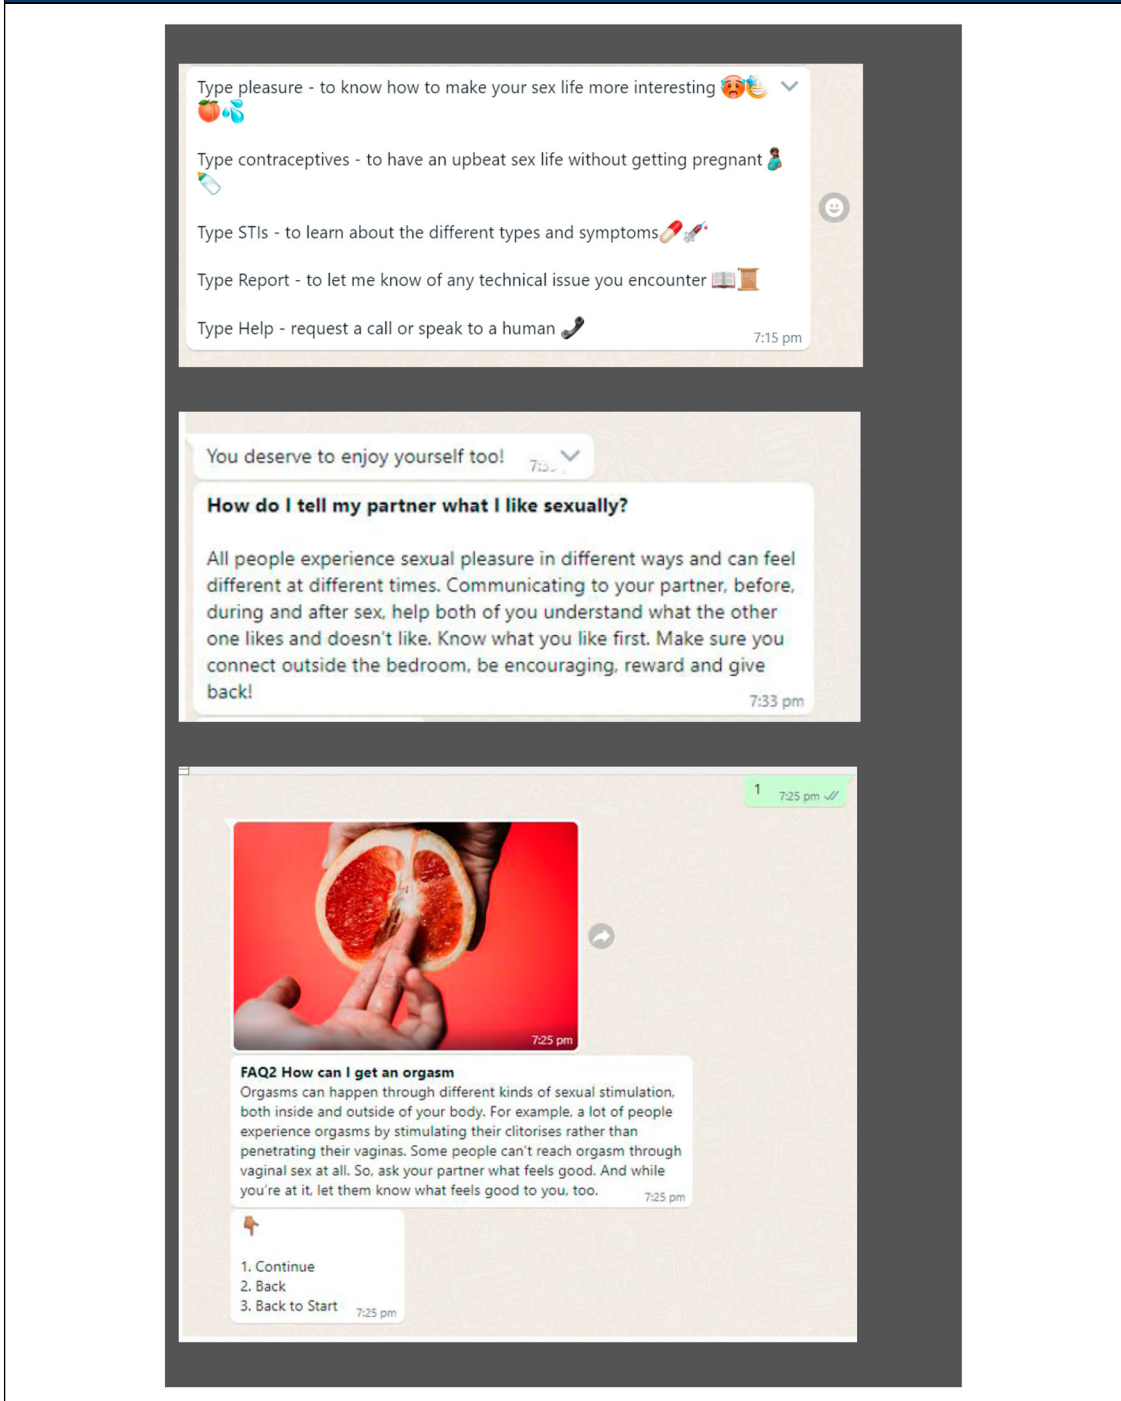 Type pleasure - to know how to make your sex life more interesting 🥵🍆
🍑💦
Type contraceptives - to have an upbeat sex life without getting pregnant🤰🏿
🍼
Type STIs - to learn about the different types and symptoms💊💉
Type Report - to let me know of any technical issue you encounter 📖📜
Type Help - request a call or speak to a human 📞
7:15 pm
You deserve to enjoy yourself too!
How do I tell my partner what I like sexually?
All people experience sexual pleasure in different ways and can feel
different at different times. Communicating to your partner, before,
during and after sex, help both of you understand what the other
one likes and doesn't like. Know what you like first. Make sure you
connect outside the bedroom, be encouraging, reward and give
back!
7:33 pm
1
7:25 pm
7:25 pm
FAQ2 How can I get an orgasm
Orgasms can happen through different kinds of sexual stimulation,
both inside and outside of your body. For example, a lot of people
experience orgasms by stimulating their clitorises rather than
penetrating their vaginas. Some people can't reach orgasm through
vaginal sex at all. So, ask your partner what feels good. And while
you're at it, let them know what feels good to you, too.
7:25 pm
👇🏽
1. Continue
2. Back
3. Back to Start
7:25 pm